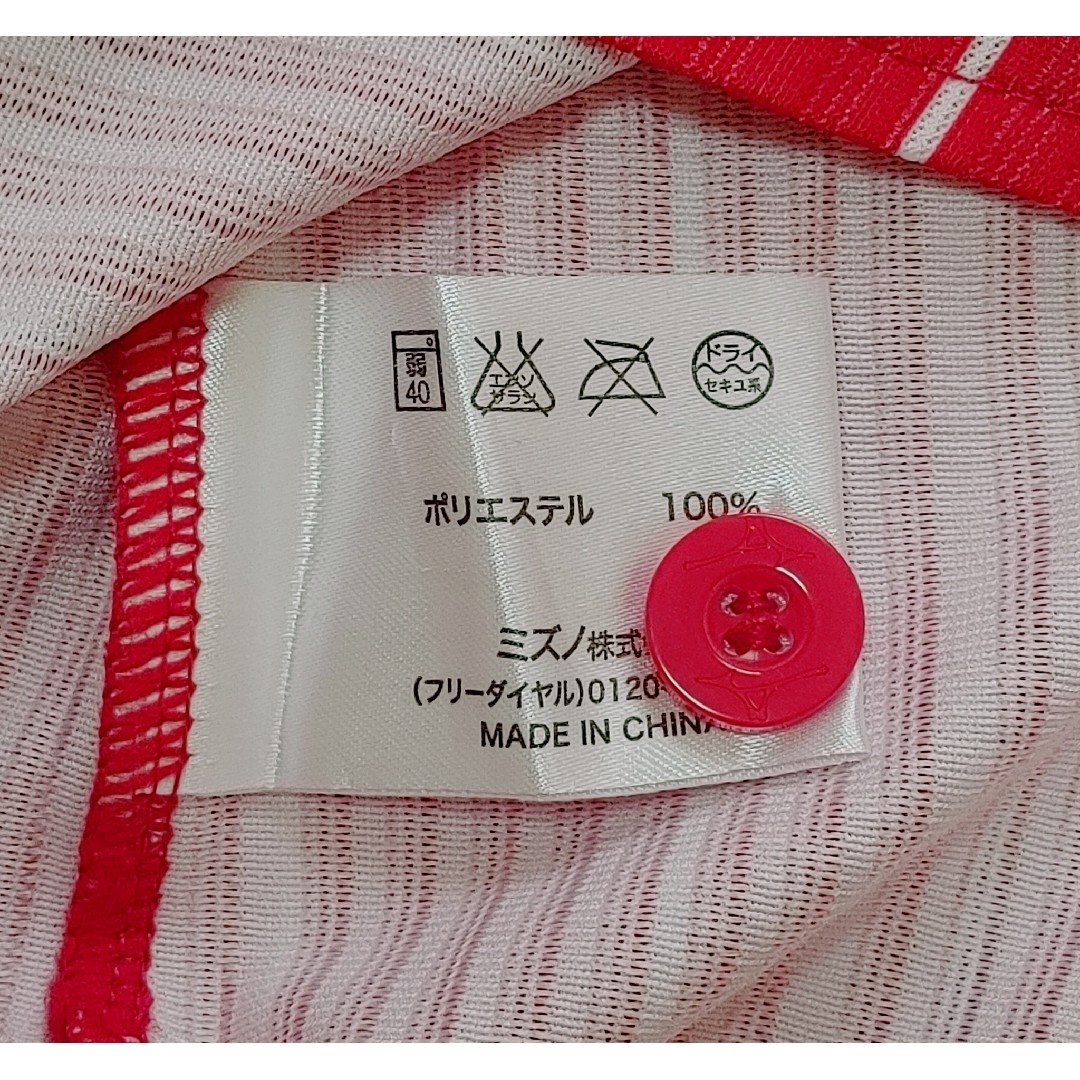 弱 40
エンソ サラシ
ドライ セキユ系
ポリエステル 100%
ミズノ株式
(フリーダイヤル)0120-
MADE IN CHINA